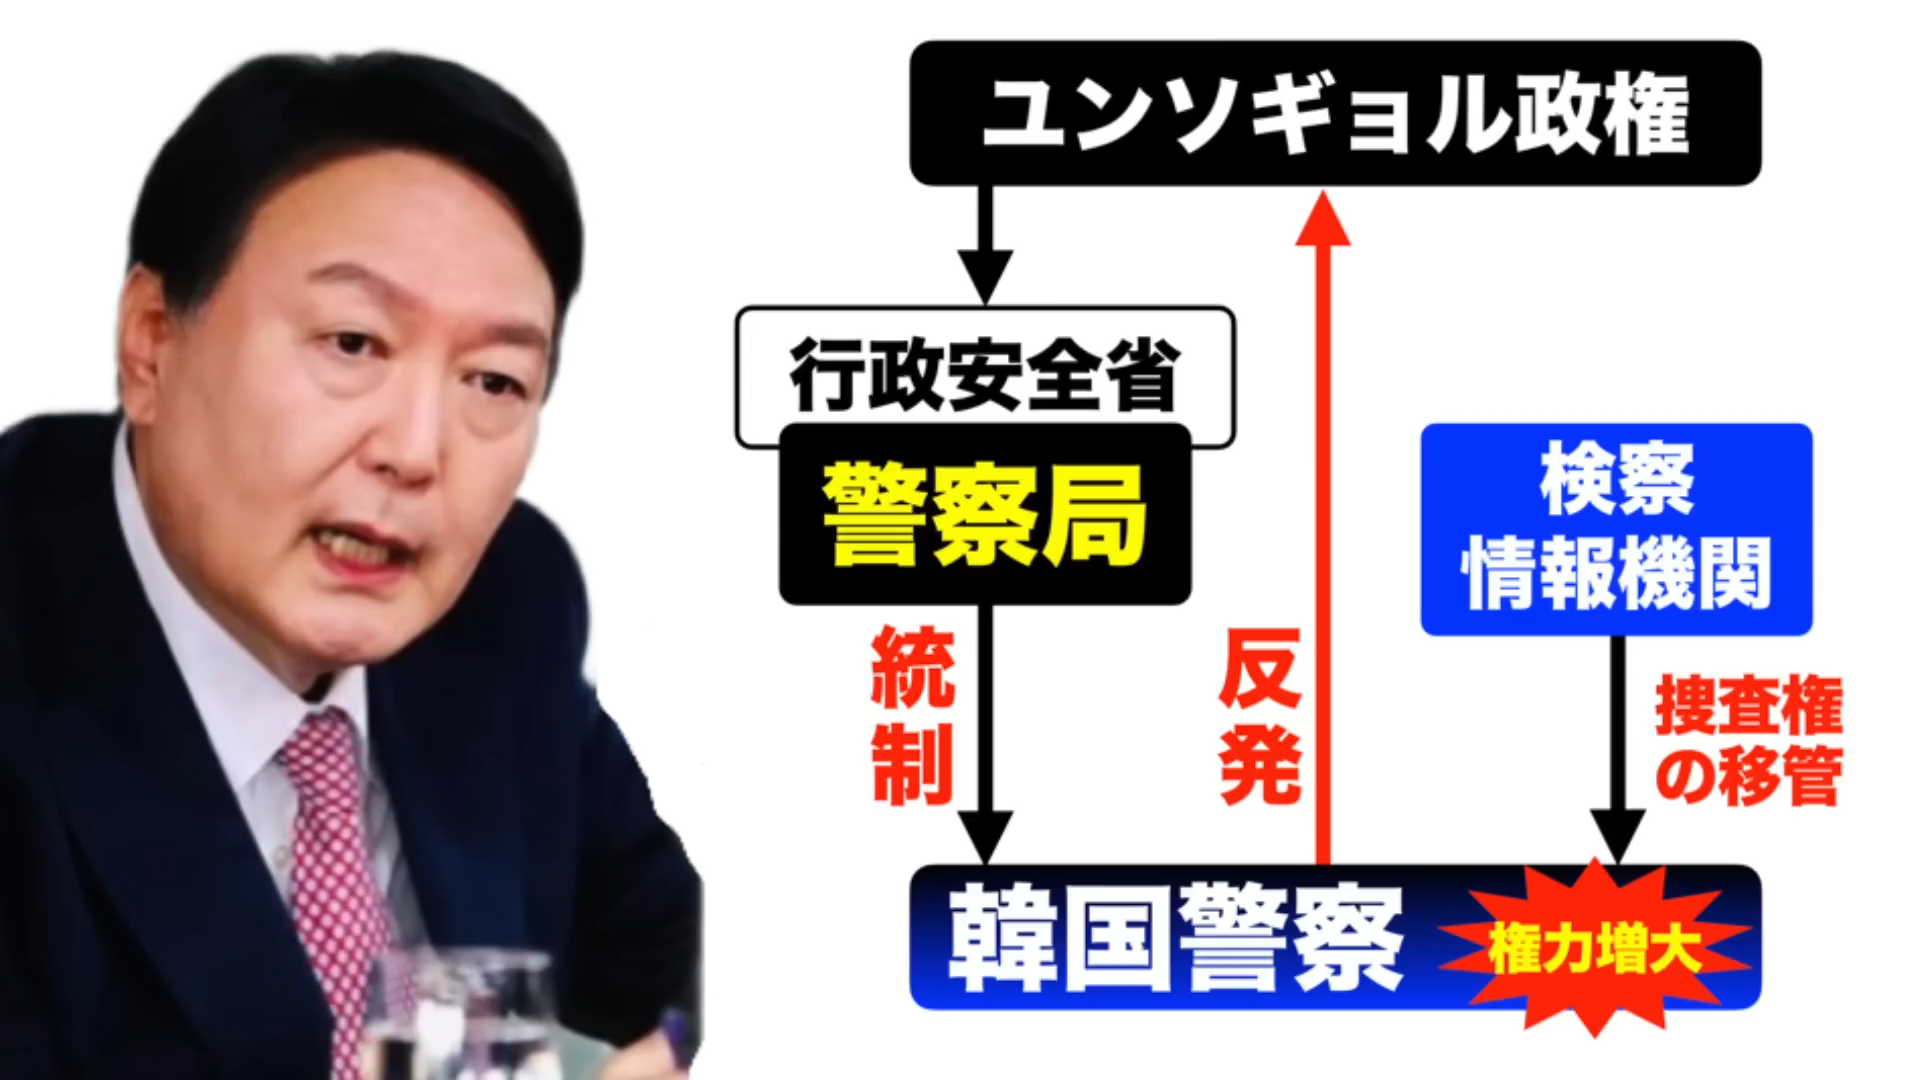 ユンソギョル政権
行政安全省
警察局
検察
情報機関
統制
反発
捜査権
の移管
韓国警察
権力増大